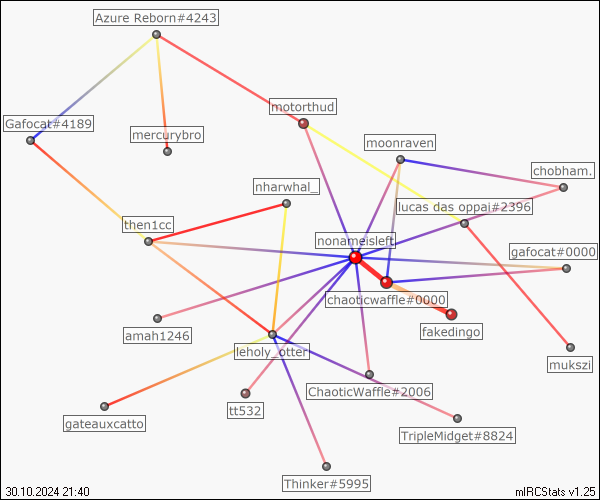 Azure Reborn#4243
motorthud
Gafocat#4189
mercurybro
moonraven
chobham.
nharwhal_
lucas das oppai#2396
then1cc
nonameisleft
gafocat#0000
chaoticwaffle#0000
fakedingo
amah1246
leholy_otter
mukszi
ChaoticWaffle#2006
gateauxcatto
tt532
TripleMidget#8824
Thinker#5995
30.10.2024 21:40
mIRCStats v1.25